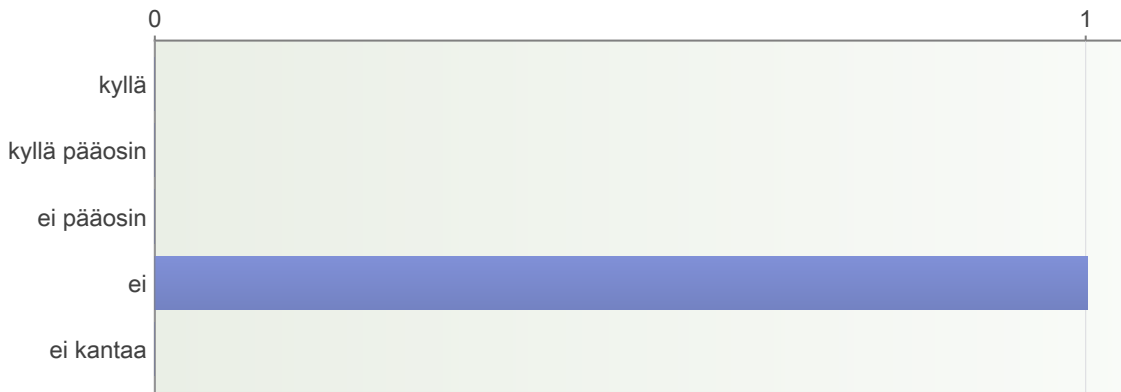 0 1
kyllä
kyllä pääosin
ei pääosin
ei
ei kantaa